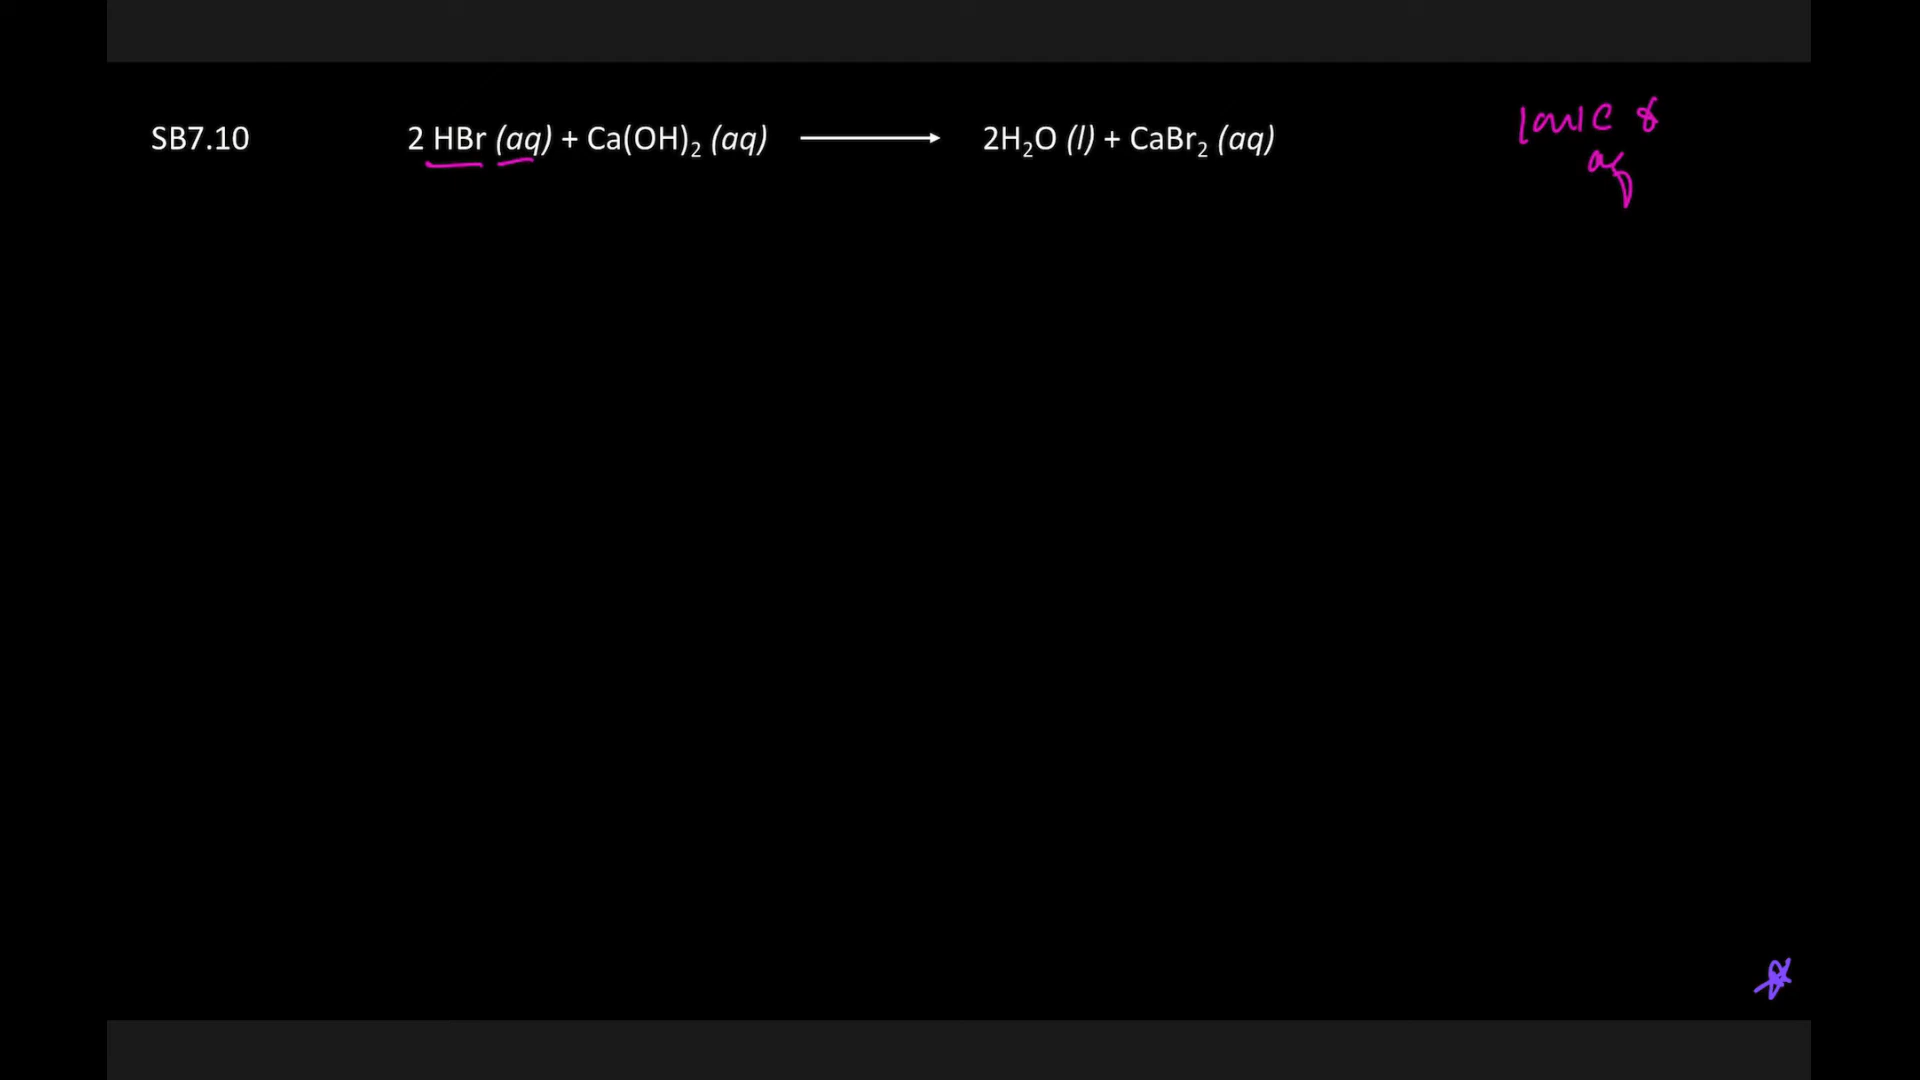 SB7.10 2 HBr (aq) + Ca(OH)₂ (aq) ⟶ 2H₂O (l) + CaBr₂ (aq)
Ionic &
aq